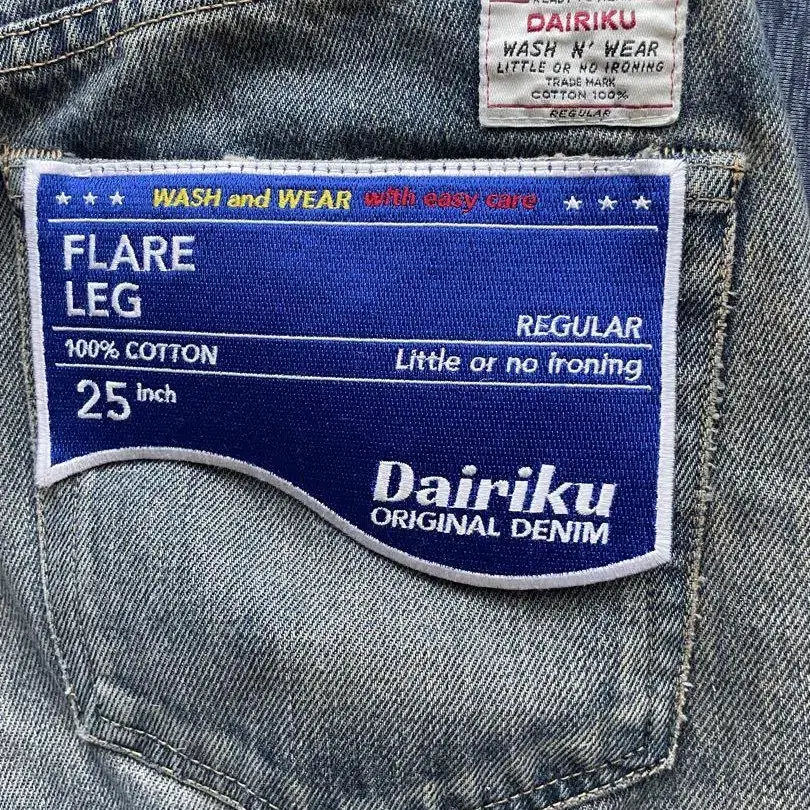 DAIRIKU
WASH N' WEAR
LITTLE OR NO IRONING
TRADE MARK
COTTON 100%
REGULAR
WASH and WEAR with easy care
FLARE
LEG
REGULAR
100% COTTON
Little or no ironing
25 inch
Dairiku
ORIGINAL DENIM